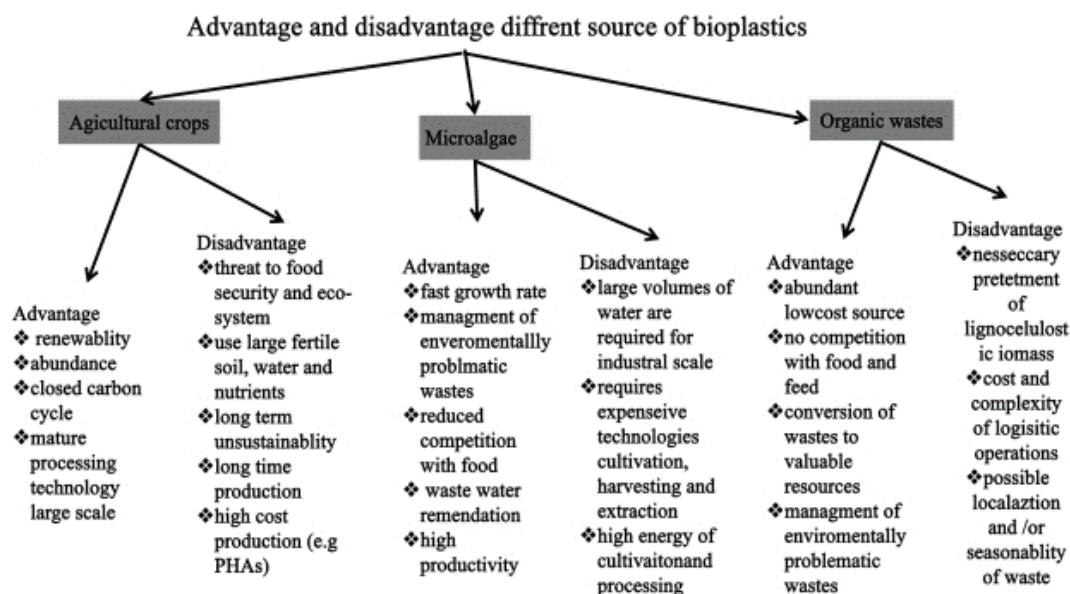 Advantage and disadvantage diffrent source of bioplastics
Agicultural crops
Microalgae
Organic wastes
Advantage
❖ renewablity
❖abundance
❖closed carbon
cycle
❖mature
processing
technology
large scale
Disadvantage
❖threat to food
security and eco-
system
❖use large fertile
soil, water and
nutrients
❖long term
unsustainablity
❖long time
production
❖high cost
production (e.g
PHAs)
Advantage
❖fast growth rate
❖managment of
enveromentallly
problmatic
wastes
❖reduced
competition
with food
❖ waste water
remendation
❖high
productivity
Disadvantage
❖large volumes of
water are
required for
industral scale
❖requires
expenseive
technologies
cultivation,
harvesting and
extraction
❖high energy of
cultivaitonand
processing
Advantage
❖abundant
lowcost source
❖no competition
with food and
feed
❖conversion of
wastes to
valuable
resources
❖managment of
enviromentally
problematic
wastes
Disadvantage
❖nesseccary
pretetment
of
lignocelulost
ic iomass
❖cost and
complexity
of logisitic
operations
❖possible
localaztion
and /or
seasonablity
of waste